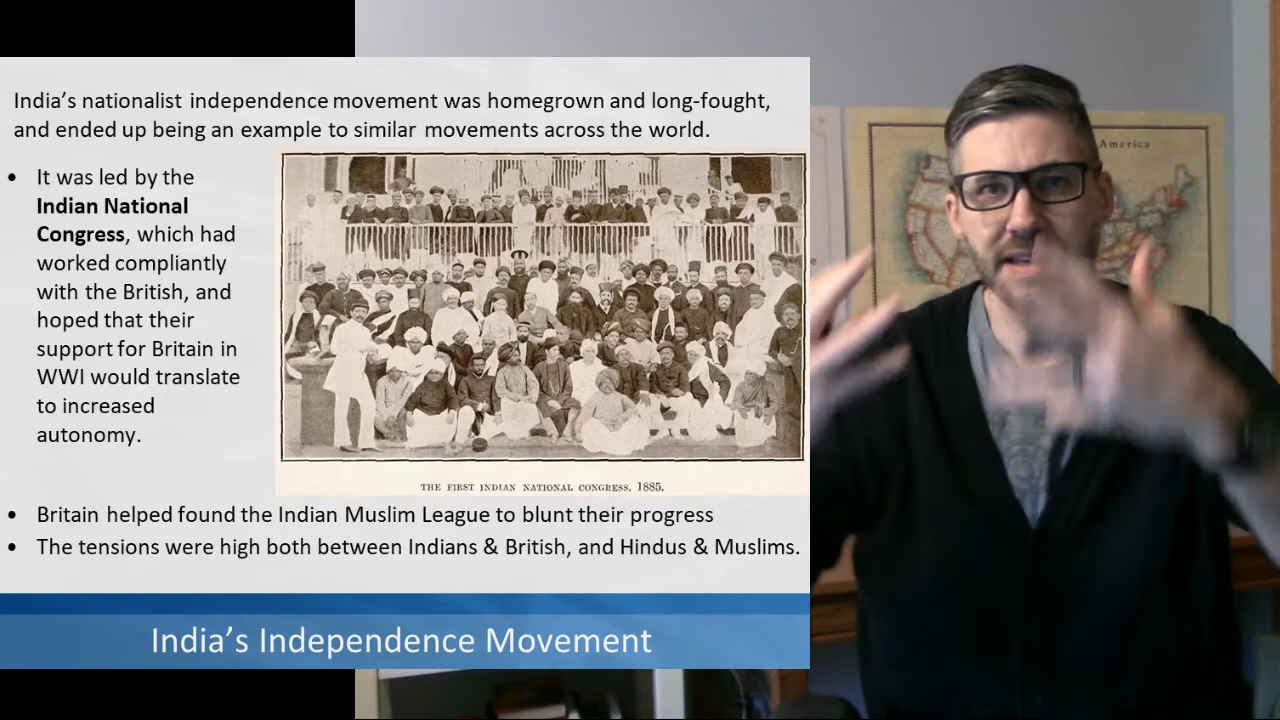 India’s nationalist independence movement was homegrown and long-fought,
and ended up being an example to similar movements across the world.
• It was led by the
Indian National
Congress, which had
worked compliantly
with the British, and
hoped that their
support for Britain in
WWI would translate
to increased
autonomy.
THE FIRST INDIAN NATIONAL CONGRESS, 1885.
• Britain helped found the Indian Muslim League to blunt their progress
• The tensions were high both between Indians & British, and Hindus & Muslims.
India’s Independence Movement
America